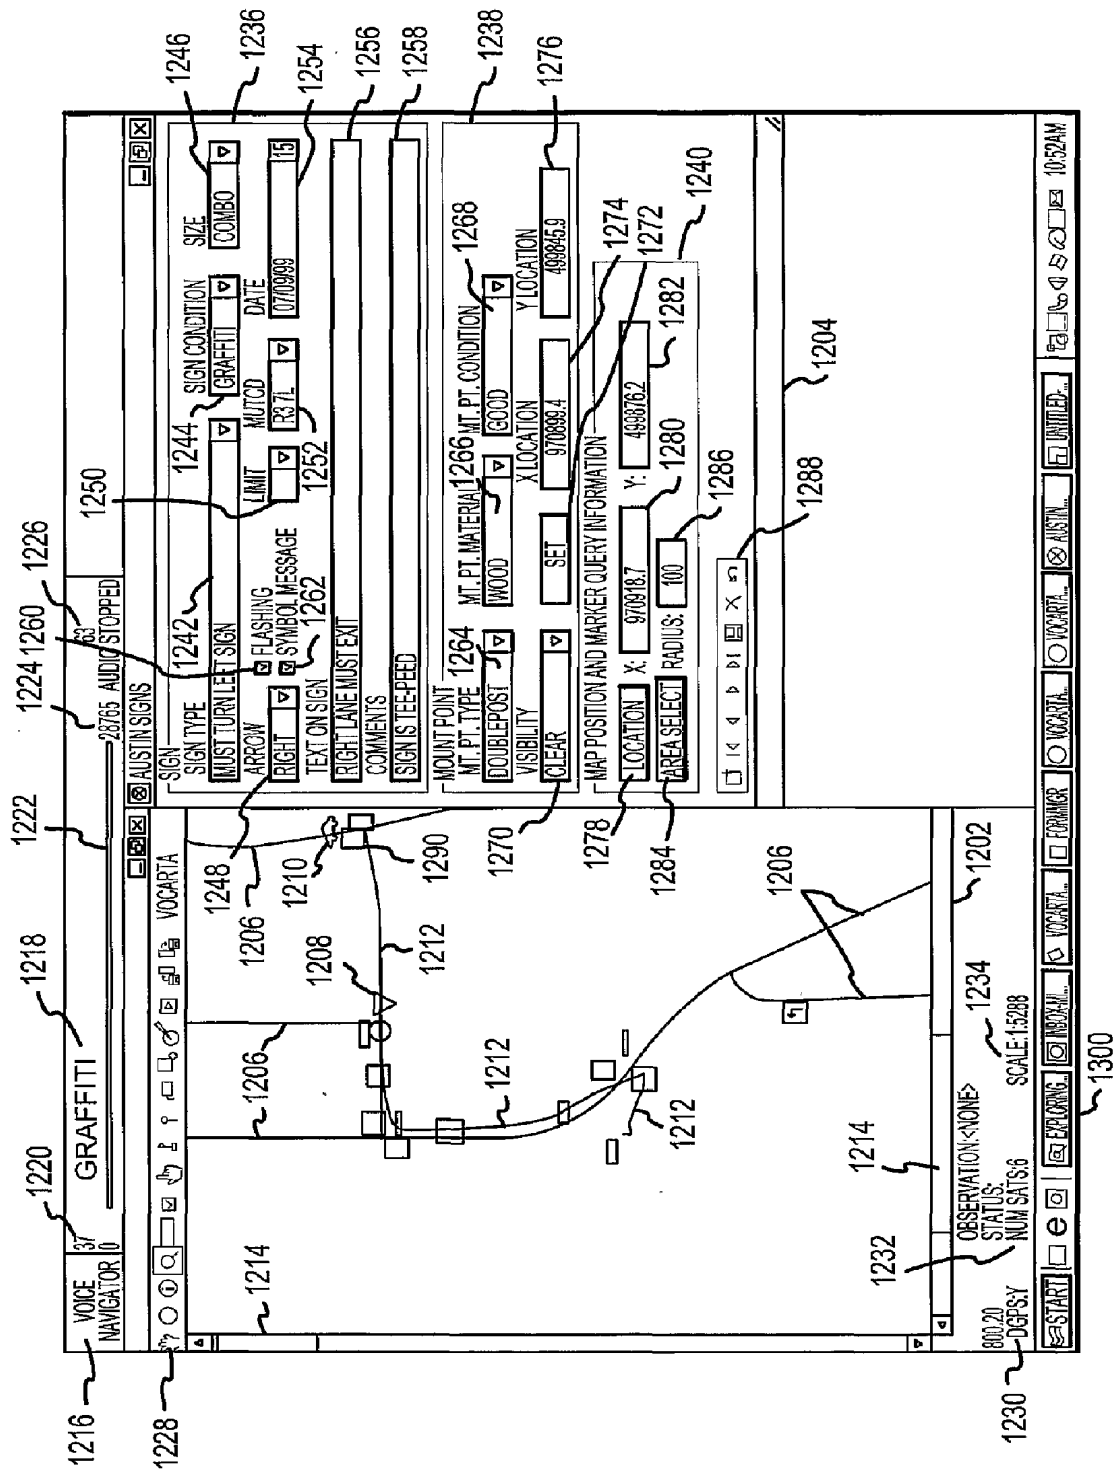 1216
VOICE
NAVIGATOR
1220
37
0
GRAFFITI
1218
1222
1224
1260
1226
63
28765 AUDIO STOPPED
1228
VOCARTA
AUSTIN SIGNS
SIGN
SIGN TYPE
SIGN CONDITION
SIZE
MUST TURN LEFT SIGN
GRAFFITI
COMBO
1242
1244
1246
1236
ARROW
FLASHING
SYMBOL MESSAGE
LIMIT
MUTCD
DATE
RIGHT
R3 7L
07/09/99
15
1248
1262
1250
1252
1254
TEXT ON SIGN
RIGHT LANE MUST EXIT
1256
COMMENTS
SIGN IS TEE-PEED
1258
MOUNT POINT
MT. PT. TYPE
MT. PT. MATERIAL
MT. PT. CONDITION
DOUBLEPOST
WOOD
GOOD
1264
1266
1268
1238
VISIBILITY
X LOCATION
Y LOCATION
CLEAR
SET
970899.4
499845.9
1270
1272
1274
1276
MAP POSITION AND MARKER QUERY INFORMATION
LOCATION
X:
970918.7
Y:
499876.2
1278
1280
1282
1240
AREA SELECT
RADIUS:
100
1284
1286
1288
1204
1206
1206
1206
1208
1210
1290
1212
1212
1212
1214
1214
1202
800.20
DGPS:Y
1230
OBSERVATION:<NONE>
STATUS:
NUM SATS:6
1232
SCALE:1:5288
1234
START
EXPLORING...
INBOX-MI...
VOCARTA...
FORMMGR
VOCARTA...
VOCARTA...
AUSTIN...
UNTITLED-...
10:52AM
1300